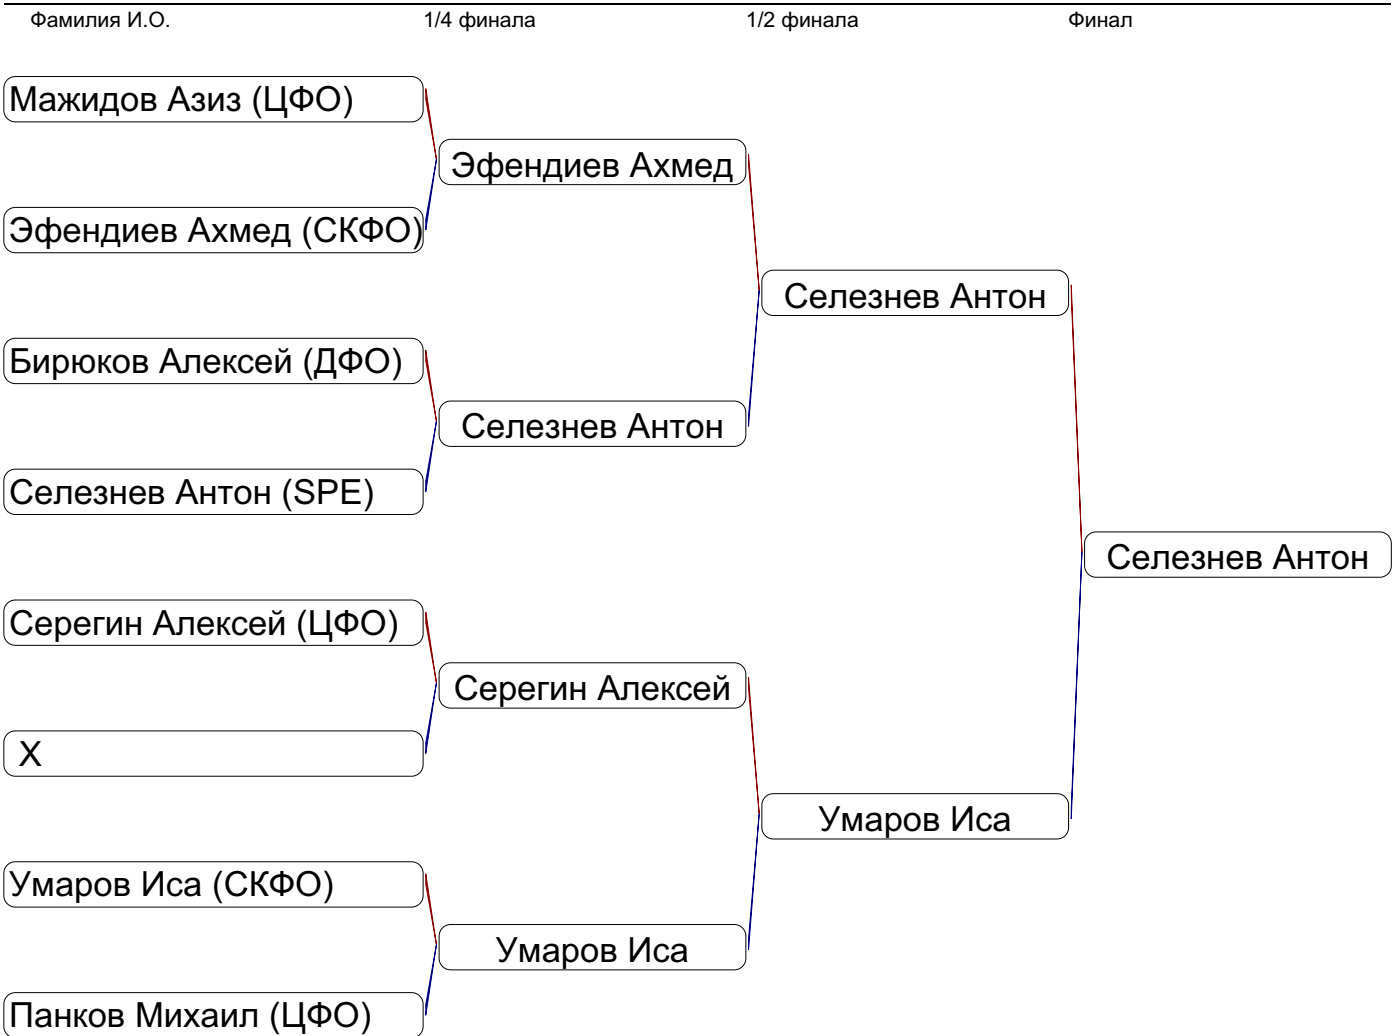 Фамилия И.О. 1/4 финала 1/2 финала Финал
Мажидов Азиз (ЦФО)
Эфендиев Ахмед
Эфендиев Ахмед (СКФО)
Селезнев Антон
Бирюков Алексей (ДФО)
Селезнев Антон
Селезнев Антон (SPE)
Селезнев Антон
Серегин Алексей (ЦФО)
Серегин Алексей
X
Умаров Иса
Умаров Иса (СКФО)
Умаров Иса
Панков Михаил (ЦФО)